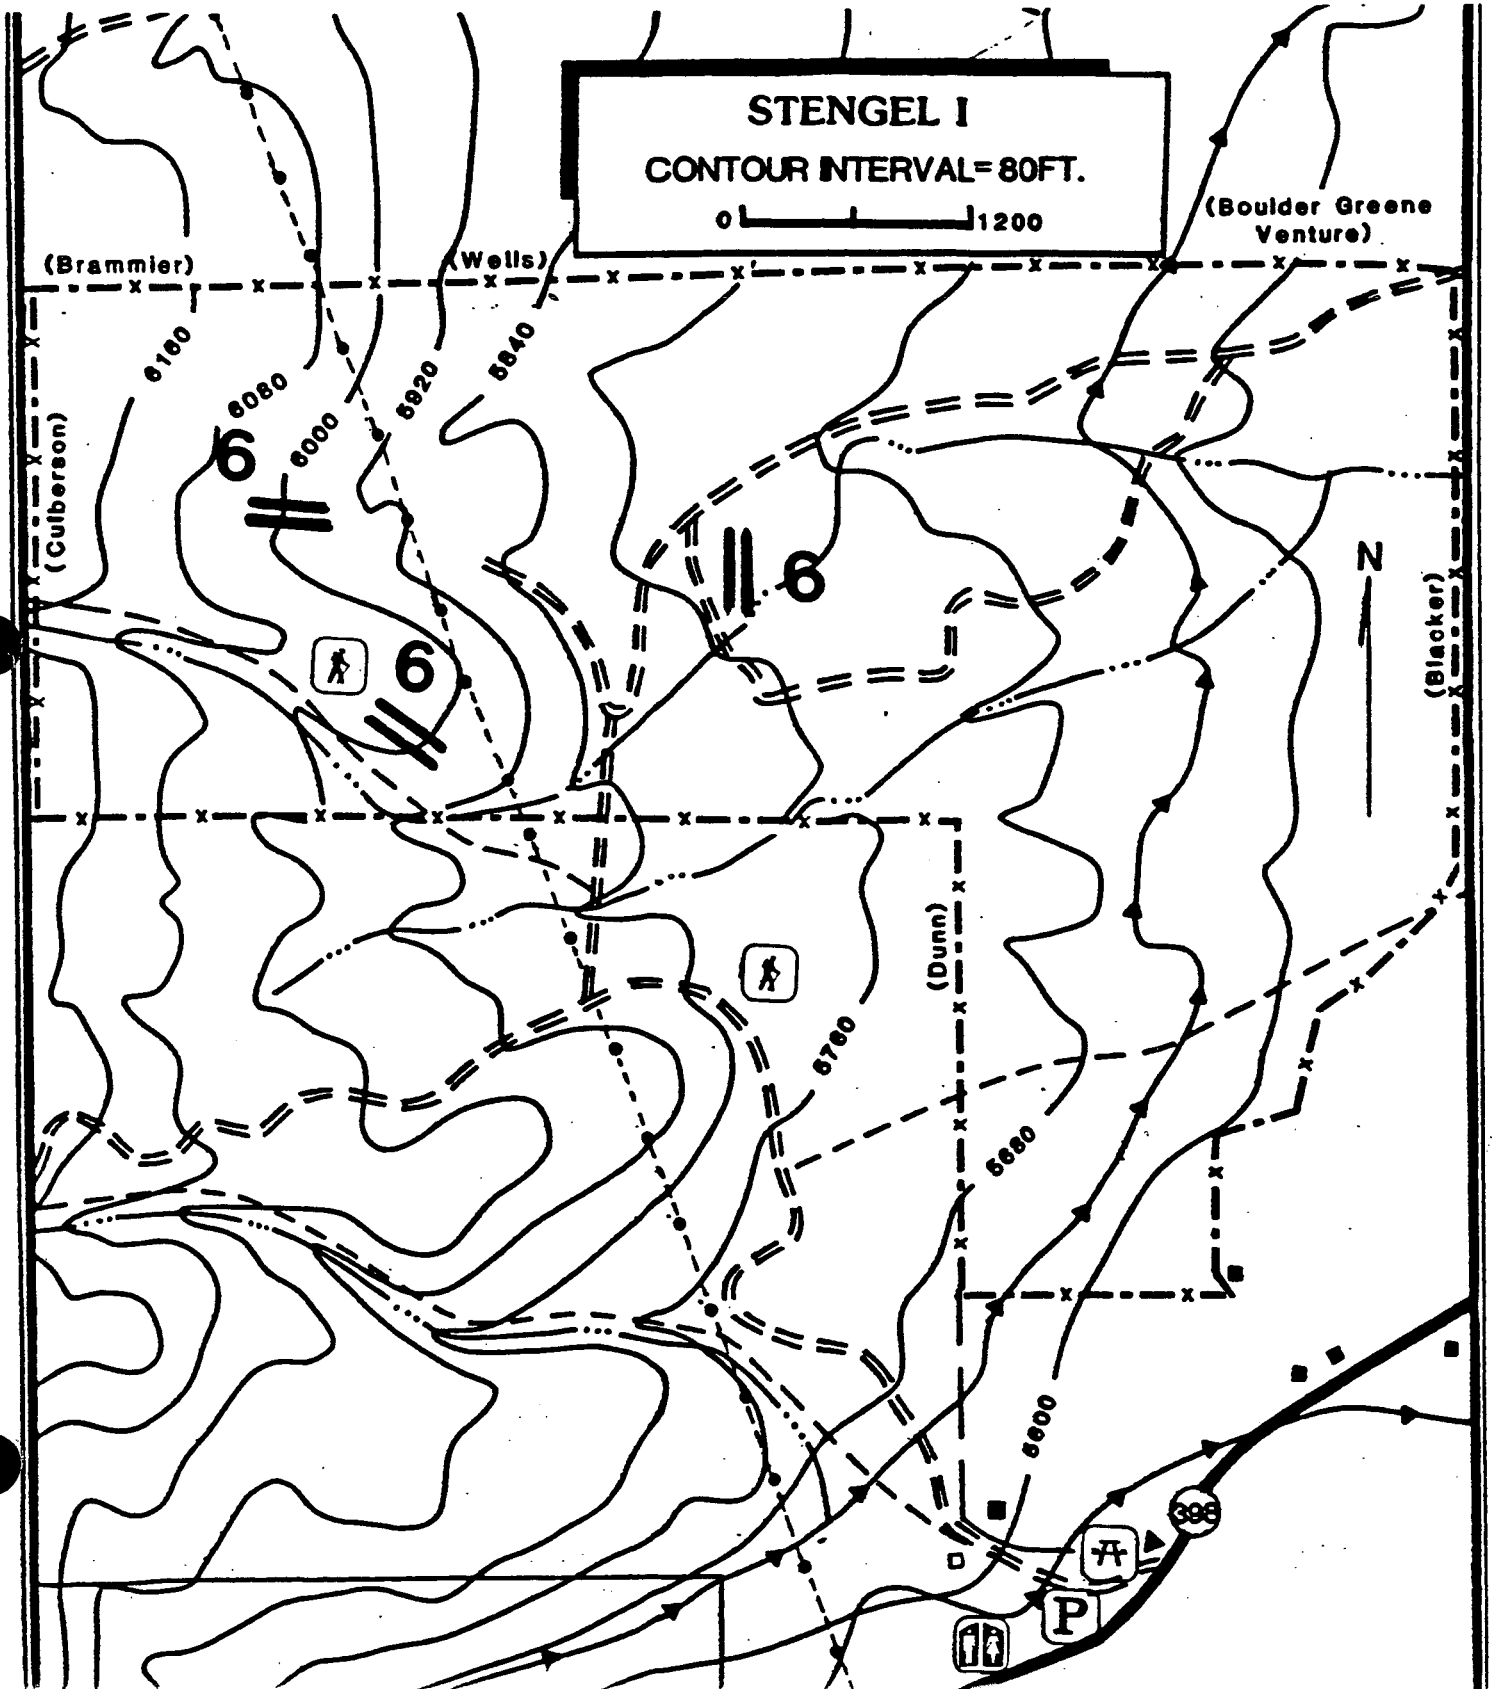 STENGEL I
CONTOUR INTERVAL= 80FT.
0 1200
(Boulder Greene
Venture)
(Brammier)
(Wells)
6160
6080
6000
5920
5840
(Culberson)
6
6
6
N
(Blacker)
(Dunn)
5760
5680
5600
398
P